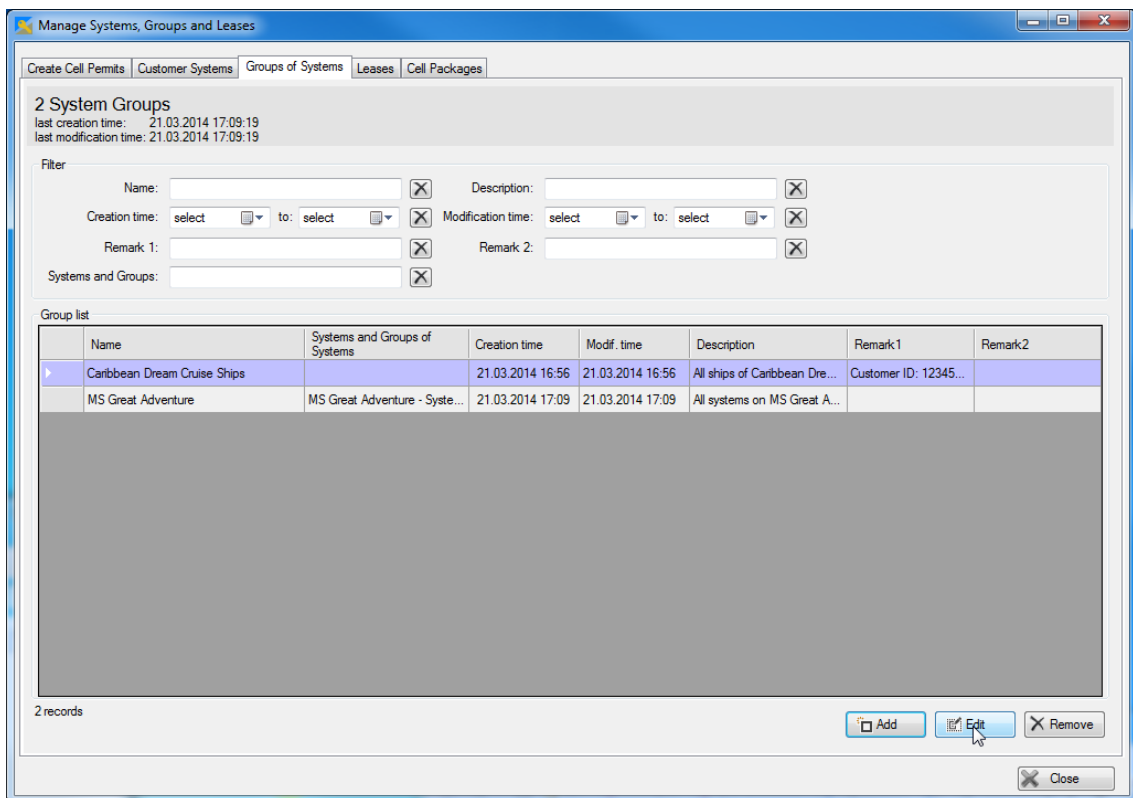 Manage Systems, Groups and Leases
Create Cell Permits Customer Systems Groups of Systems Leases Cell Packages
2 System Groups
last creation time: 21.03.2014 17:09:19
last modification time: 21.03.2014 17:09:19
Filter
Name: Description:
Creation time: select to: select Modification time: select to: select
Remark 1: Remark 2:
Systems and Groups:
Group list
Name Systems and Groups of Systems Creation time Modif. time Description Remark1 Remark2
Caribbean Dream Cruise Ships 21.03.2014 16:56 21.03.2014 16:56 All ships of Caribbean Dre... Customer ID: 12345...
MS Great Adventure MS Great Adventure - Syste... 21.03.2014 17:09 21.03.2014 17:09 All systems on MS Great A...
2 records
Add Edit Remove
Close